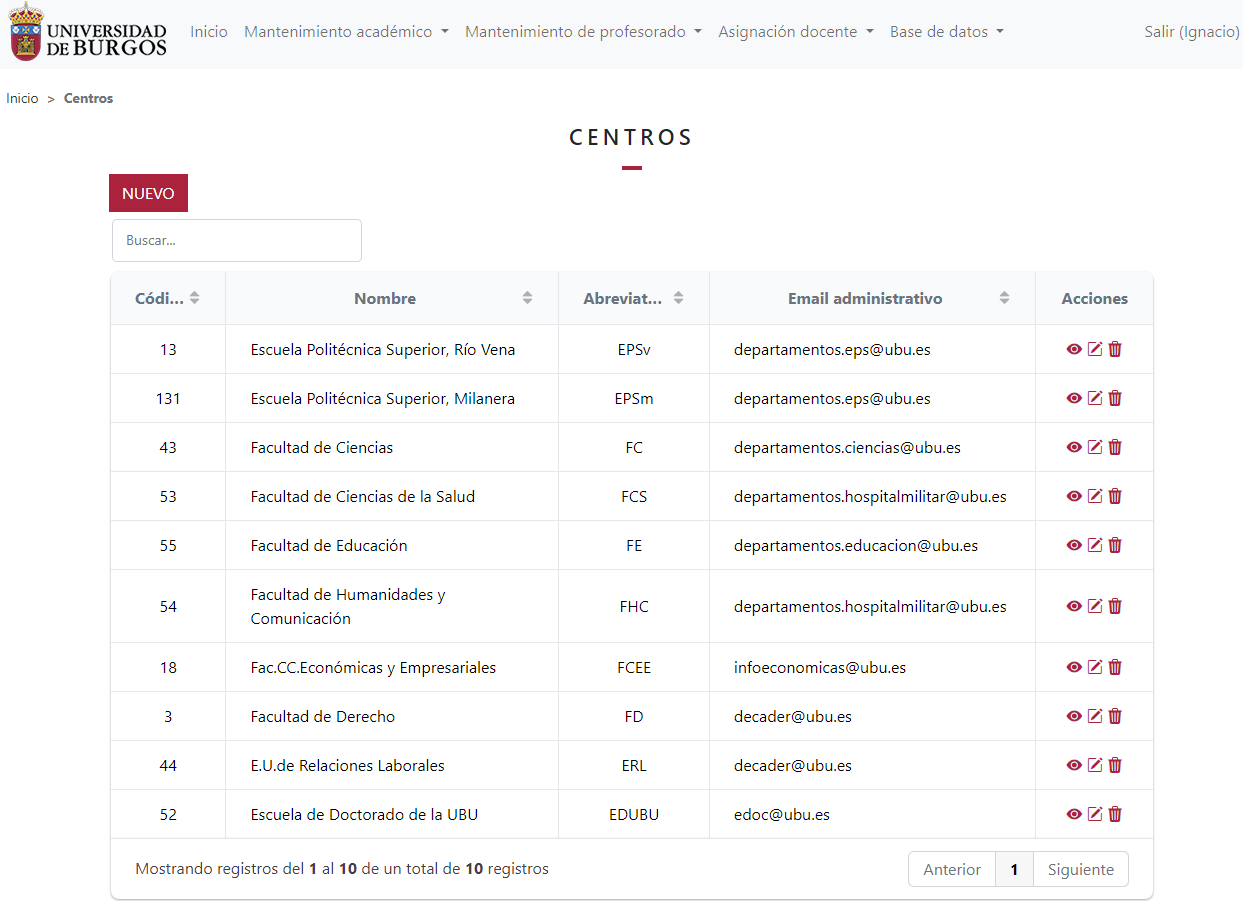 UNIVERSIDAD
DE BURGOS
Inicio Mantenimiento académico Mantenimiento de profesorado Asignación docente Base de datos Salir (Ignacio)
Inicio > Centros
CENTROS
NUEVO
Buscar...
Códi... Nombre Abreviat... Email administrativo Acciones
13 Escuela Politécnica Superior, Río Vena EPSv departamentos.eps@ubu.es
131 Escuela Politécnica Superior, Milanera EPSm departamentos.eps@ubu.es
43 Facultad de Ciencias FC departamentos.ciencias@ubu.es
53 Facultad de Ciencias de la Salud FCS departamentos.hospitalmilitar@ubu.es
55 Facultad de Educación FE departamentos.educacion@ubu.es
54 Facultad de Humanidades y
Comunicación FHC departamentos.hospitalmilitar@ubu.es
18 Fac.CC.Económicas y Empresariales FCEE infoeconomicas@ubu.es
3 Facultad de Derecho FD decader@ubu.es
44 E.U.de Relaciones Laborales ERL decader@ubu.es
52 Escuela de Doctorado de la UBU EDUBU edoc@ubu.es
Mostrando registros del 1 al 10 de un total de 10 registros Anterior 1 Siguiente